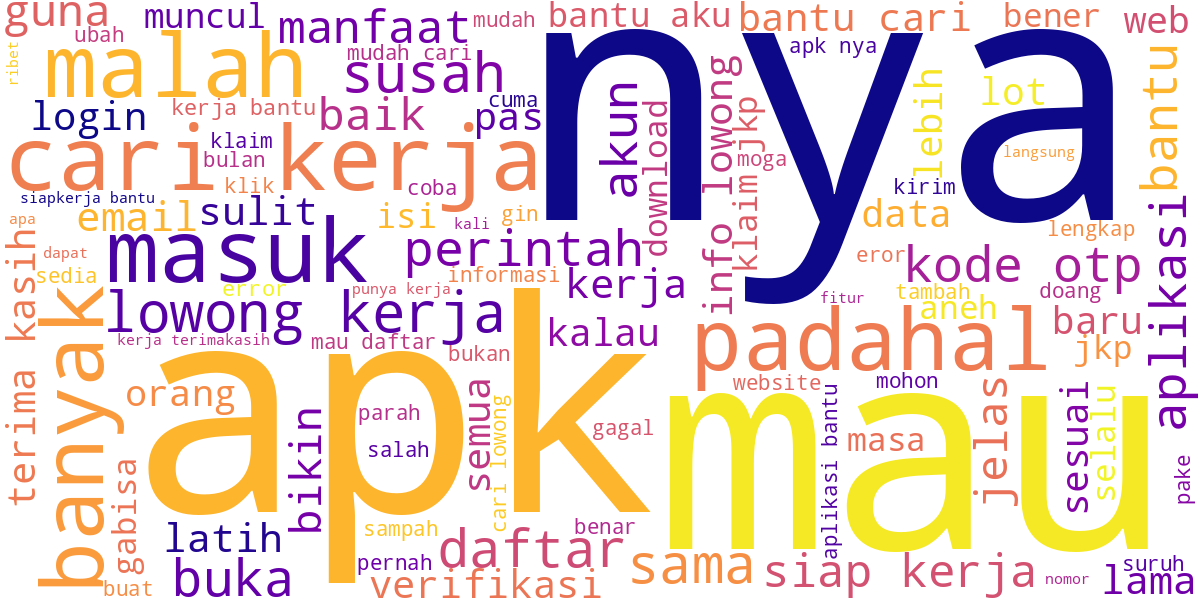 guna
muncul
manfaat
mudah
bantu aku
bantu cari
bener
web
ubah
ribet
malah
mudah cari
susah
nya
apk nya
bantu
login
kerja bantu
baik
cuma
pas
akun
download
info lowong
klaim jkp
moga
lebih
lot
langsung
cari kerja
klaim
bulan
klik
coba
kirim
siapkerja bantu
email
sulit
isi
gin
kali
data
lengkap
aplikasi
apa
terima kasih
dapat
masuk
perintah
eror
kode otp
sedia
error
informasi
punya kerja
kerja
fitur
tambah
aneh
doang
baru
banyak
lowong kerja
kalau
padahal
kerja terimakasih
mau daftar
bukan
jkp
apk
website
mohon
mau
orang
bikin
parah
salah
semua
cari lowong
gagal
aplikasi bantu
masa
jelas
sesuai
selalu
pake
gabisa
latih
sampah
benar
buka
pernah
daftar
verifikasi
sama
siap kerja
nomor
suruh
lama
buat